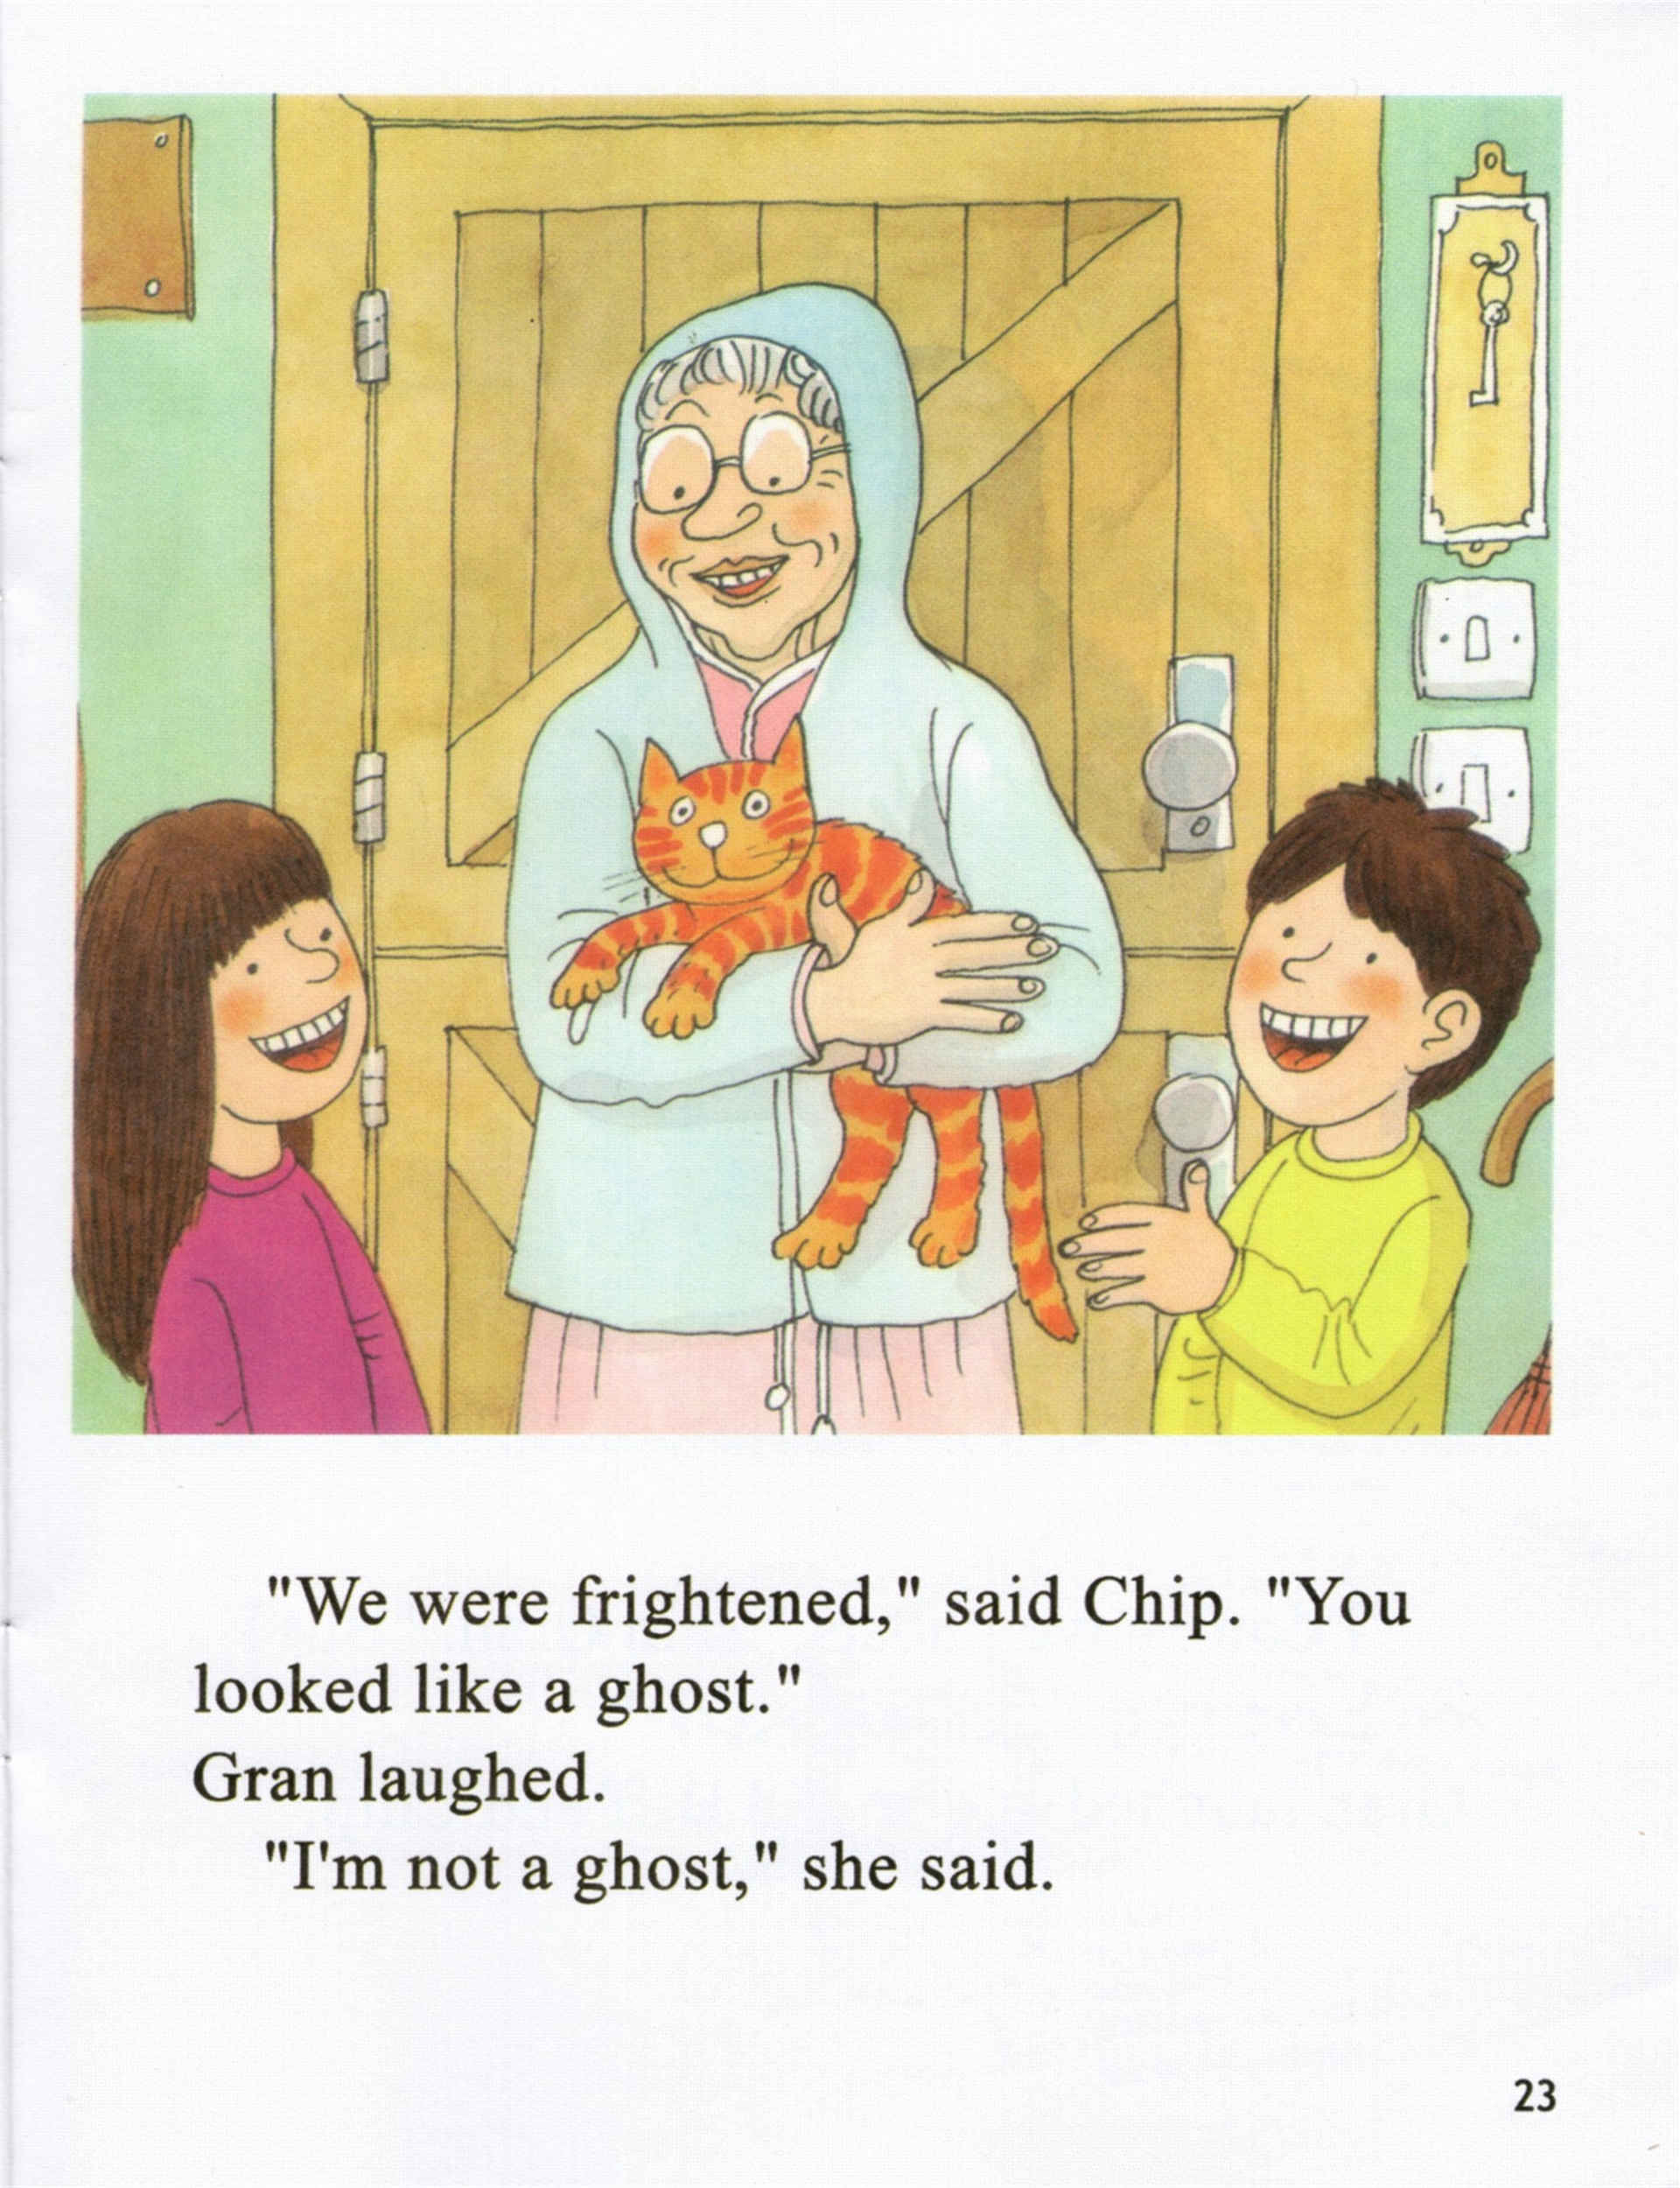 "We were frightened," said Chip. "You
looked like a ghost."
Gran laughed.
"I'm not a ghost," she said.
23